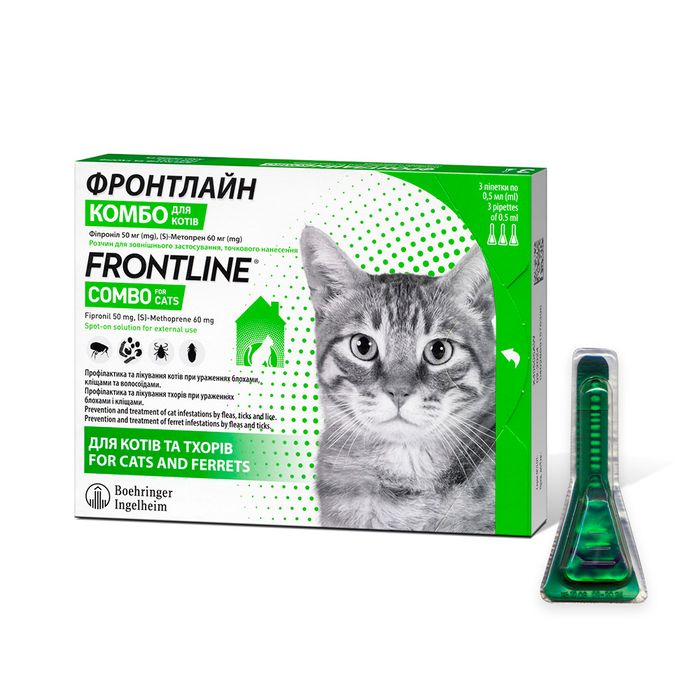 ФРОНТЛАЙН
КОМБО ДЛЯ КОТІВ
Фіпроніл 50 мг (mg), (S)-Метопрен 60 мг (mg)
Розчин для зовнішнього застосування, точкового нанесення
FRONTLINE®
COMBO FOR CATS
Fipronil 50 mg, (S)-Methoprene 60 mg
Spot-on solution for external use
Профілактика та лікування котів при ураженнях блохами,
кліщами та волосоїдами.
Профілактика та лікування тхорів при ураженнях
блохами і кліщами.
Prevention and treatment of cat infestations by fleas, ticks and lice.
Prevention and treatment of ferret infestations by fleas and ticks.
ДЛЯ КОТІВ ТА ТХОРІВ
FOR CATS AND FERRETS
Boehringer
Ingelheim
3 піпетки по
0,5 мл (ml)
3 pipettes
of 0.5 ml